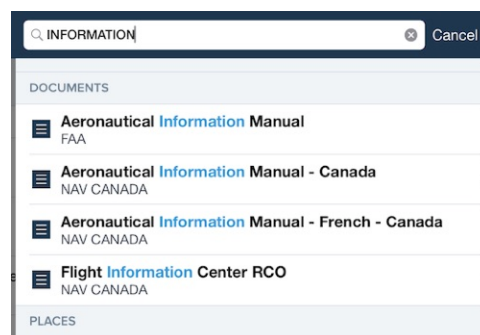 INFORMATION
Cancel
DOCUMENTS
Aeronautical Information Manual
FAA
Aeronautical Information Manual - Canada
NAV CANADA
Aeronautical Information Manual - French - Canada
NAV CANADA
Flight Information Center RCO
NAV CANADA
PLACES